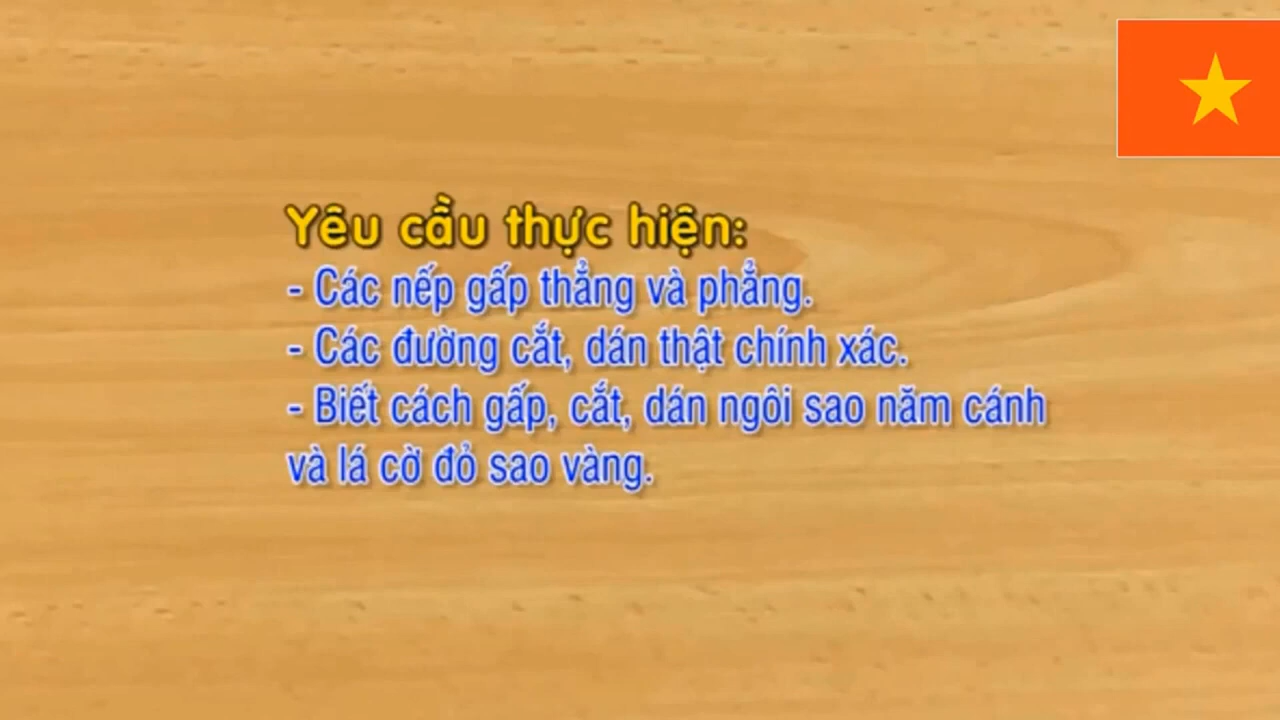 Yêu cầu thực hiện:
- Các nếp gấp thẳng và phẳng.
- Các đường cắt, dán thật chính xác.
- Biết cách gấp, cắt, dán ngôi sao năm cánh
và lá cờ đỏ sao vàng.